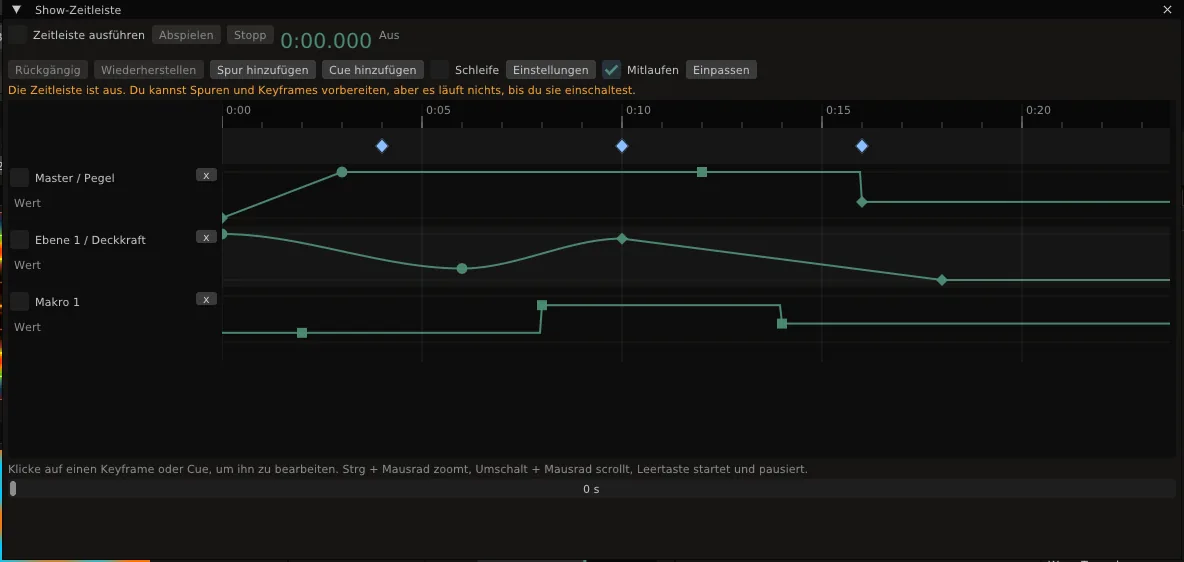 Show-Zeitleiste
Zeitleiste ausführen Abspielen Stopp 0:00.000 Aus
Rückgängig Wiederherstellen Spur hinzufügen Cue hinzufügen Schleife Einstellungen Mitlaufen Einpassen
Die Zeitleiste ist aus. Du kannst Spuren und Keyframes vorbereiten, aber es läuft nichts, bis du sie einschaltest.
0:00 0:05 0:10 0:15 0:20
Master / Pegel x
Wert
Ebene 1 / Deckkraft x
Wert
Makro 1 x
Wert
Klicke auf einen Keyframe oder Cue, um ihn zu bearbeiten. Strg + Mausrad zoomt, Umschalt + Mausrad scrollt, Leertaste startet und pausiert.
0 s